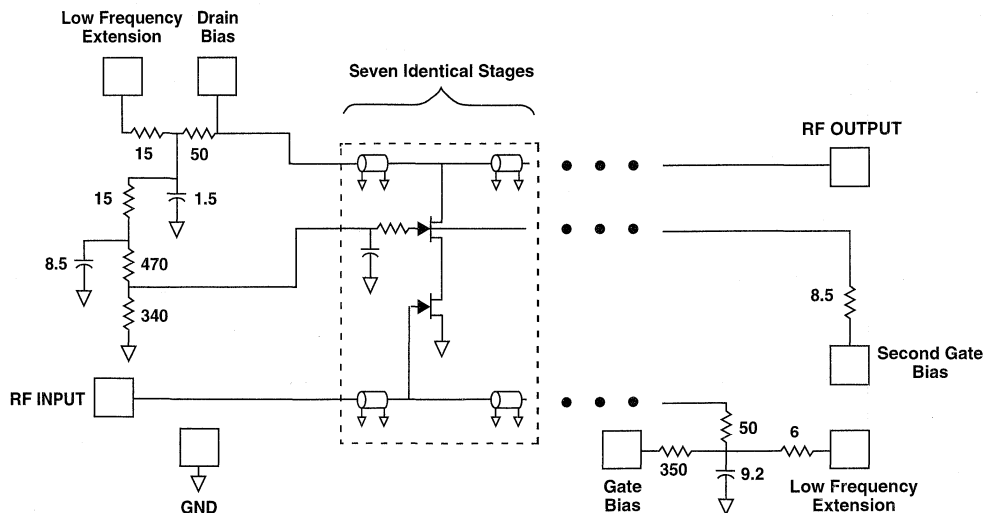 Low Frequency
Extension
Drain
Bias
Seven Identical Stages
RF OUTPUT
15
50
15
1.5
8.5
470
340
8.5
Second Gate
Bias
RF INPUT
50
6
350
9.2
GND
Gate
Bias
Low Frequency
Extension